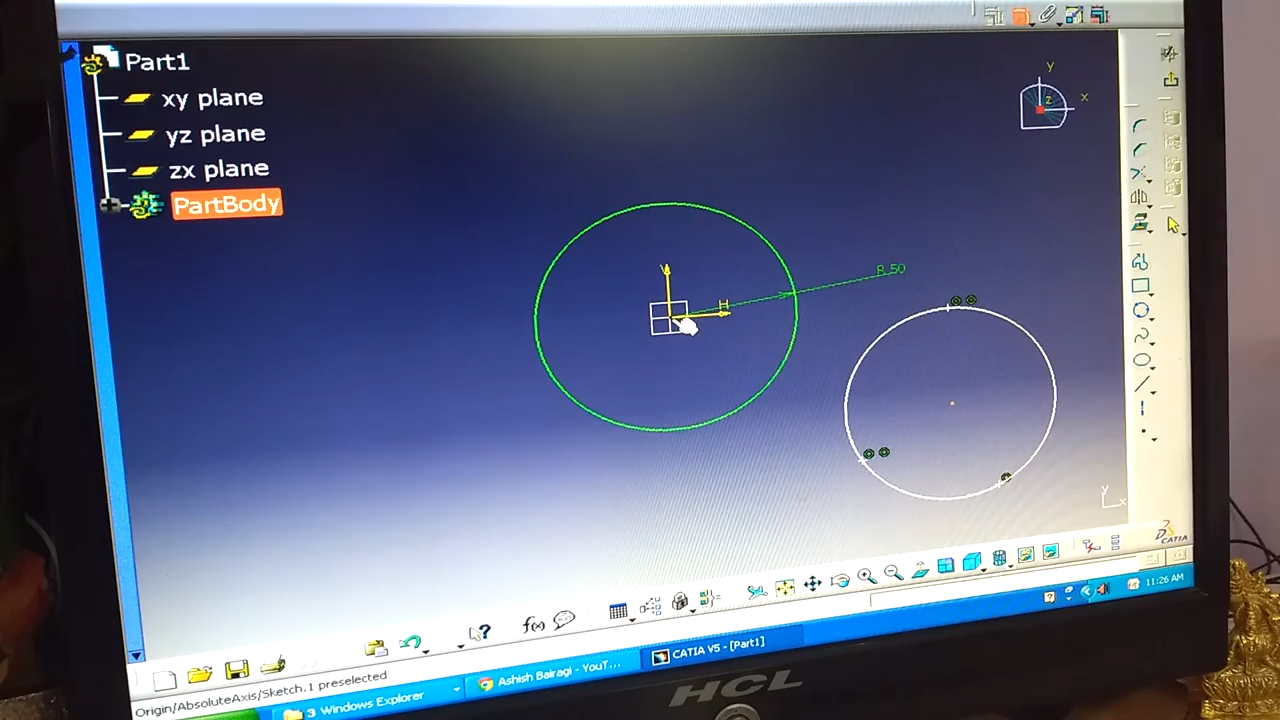 Part1
xy plane
yz plane
zx plane
PartBody
y
x
z
V
H
R 50
y
x
CATIA
f(x)
Origin/AbsoluteAxis/Sketch.1 preselected
3 Windows Explorer
Ashish Bairagi - YouT...
CATIA V5 - [Part1]
11:26 AM
HCL